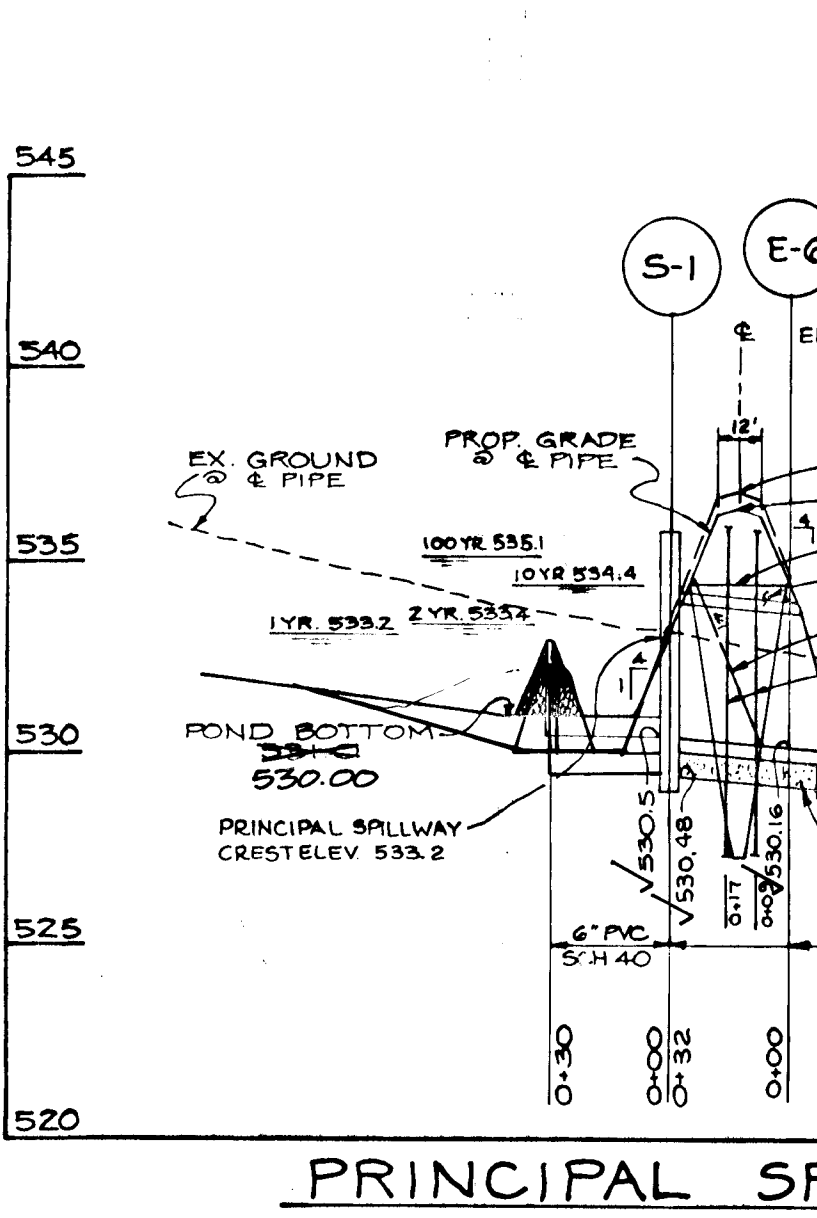 545
S-1
540
℄
12'
PROP. GRADE
@ ℄ PIPE
EX. GROUND
@ ℄ PIPE
535
100 YR. 535.1
10 YR 534.4
1 YR. 533.2
2 YR. 533.4
4
1
4
1
530
POND BOTTOM
530.00
PRINCIPAL SPILLWAY
CREST ELEV. 533.2
√530.5
√530.48
0+17
√530.16
525
6" PVC
SCH 40
0+30
0+00
0+32
0+00
520
PRINCIPAL